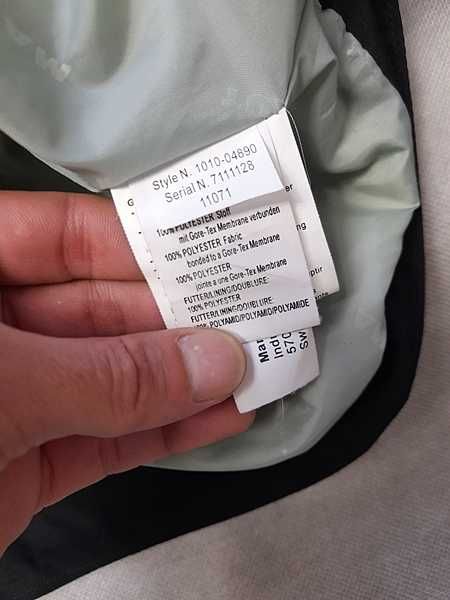 Style N. 1010-04890
Serial N. 7111128
11071
100% POLYESTER Stoff
mit Gore-Tex Membrane verbunden
100% POLYESTER Fabric
bonded to a Gore-Tex Membrane
100% POLYESTER
jointe a une Gore-Tex Membrane
FUTTER/LINING/DOUBLURE:
100% POLYESTER
FUTTER/LINING/DOUBLURE:
POLYAMID/POLYAMID/POLYAMIDE